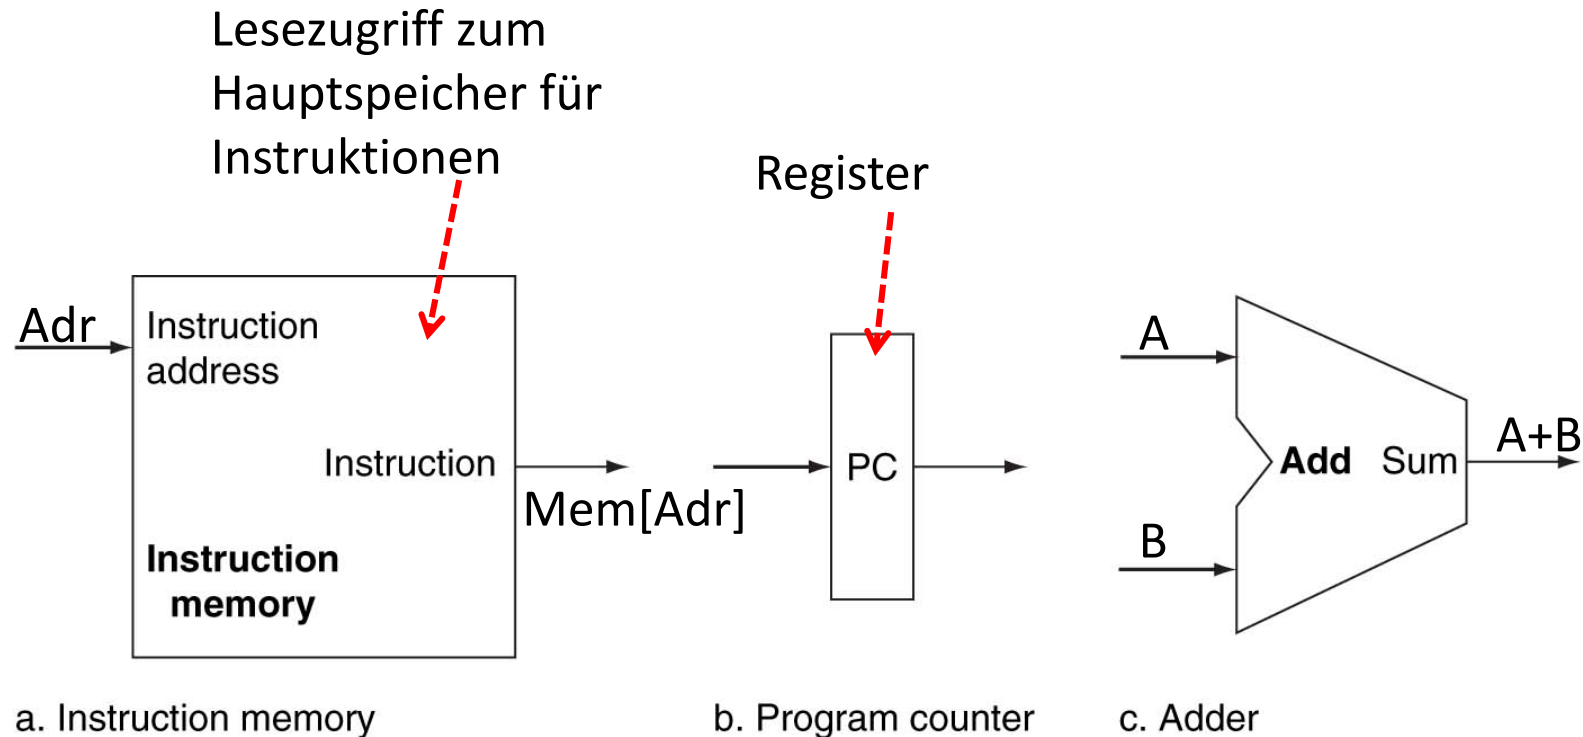 Lesezugriff zum
Hauptspeicher für
Instruktionen
Register
Adr
Instruction
address
Instruction
Mem[Adr]
Instruction
memory
PC
A
B
Add Sum
A+B
a. Instruction memory
b. Program counter
c. Adder